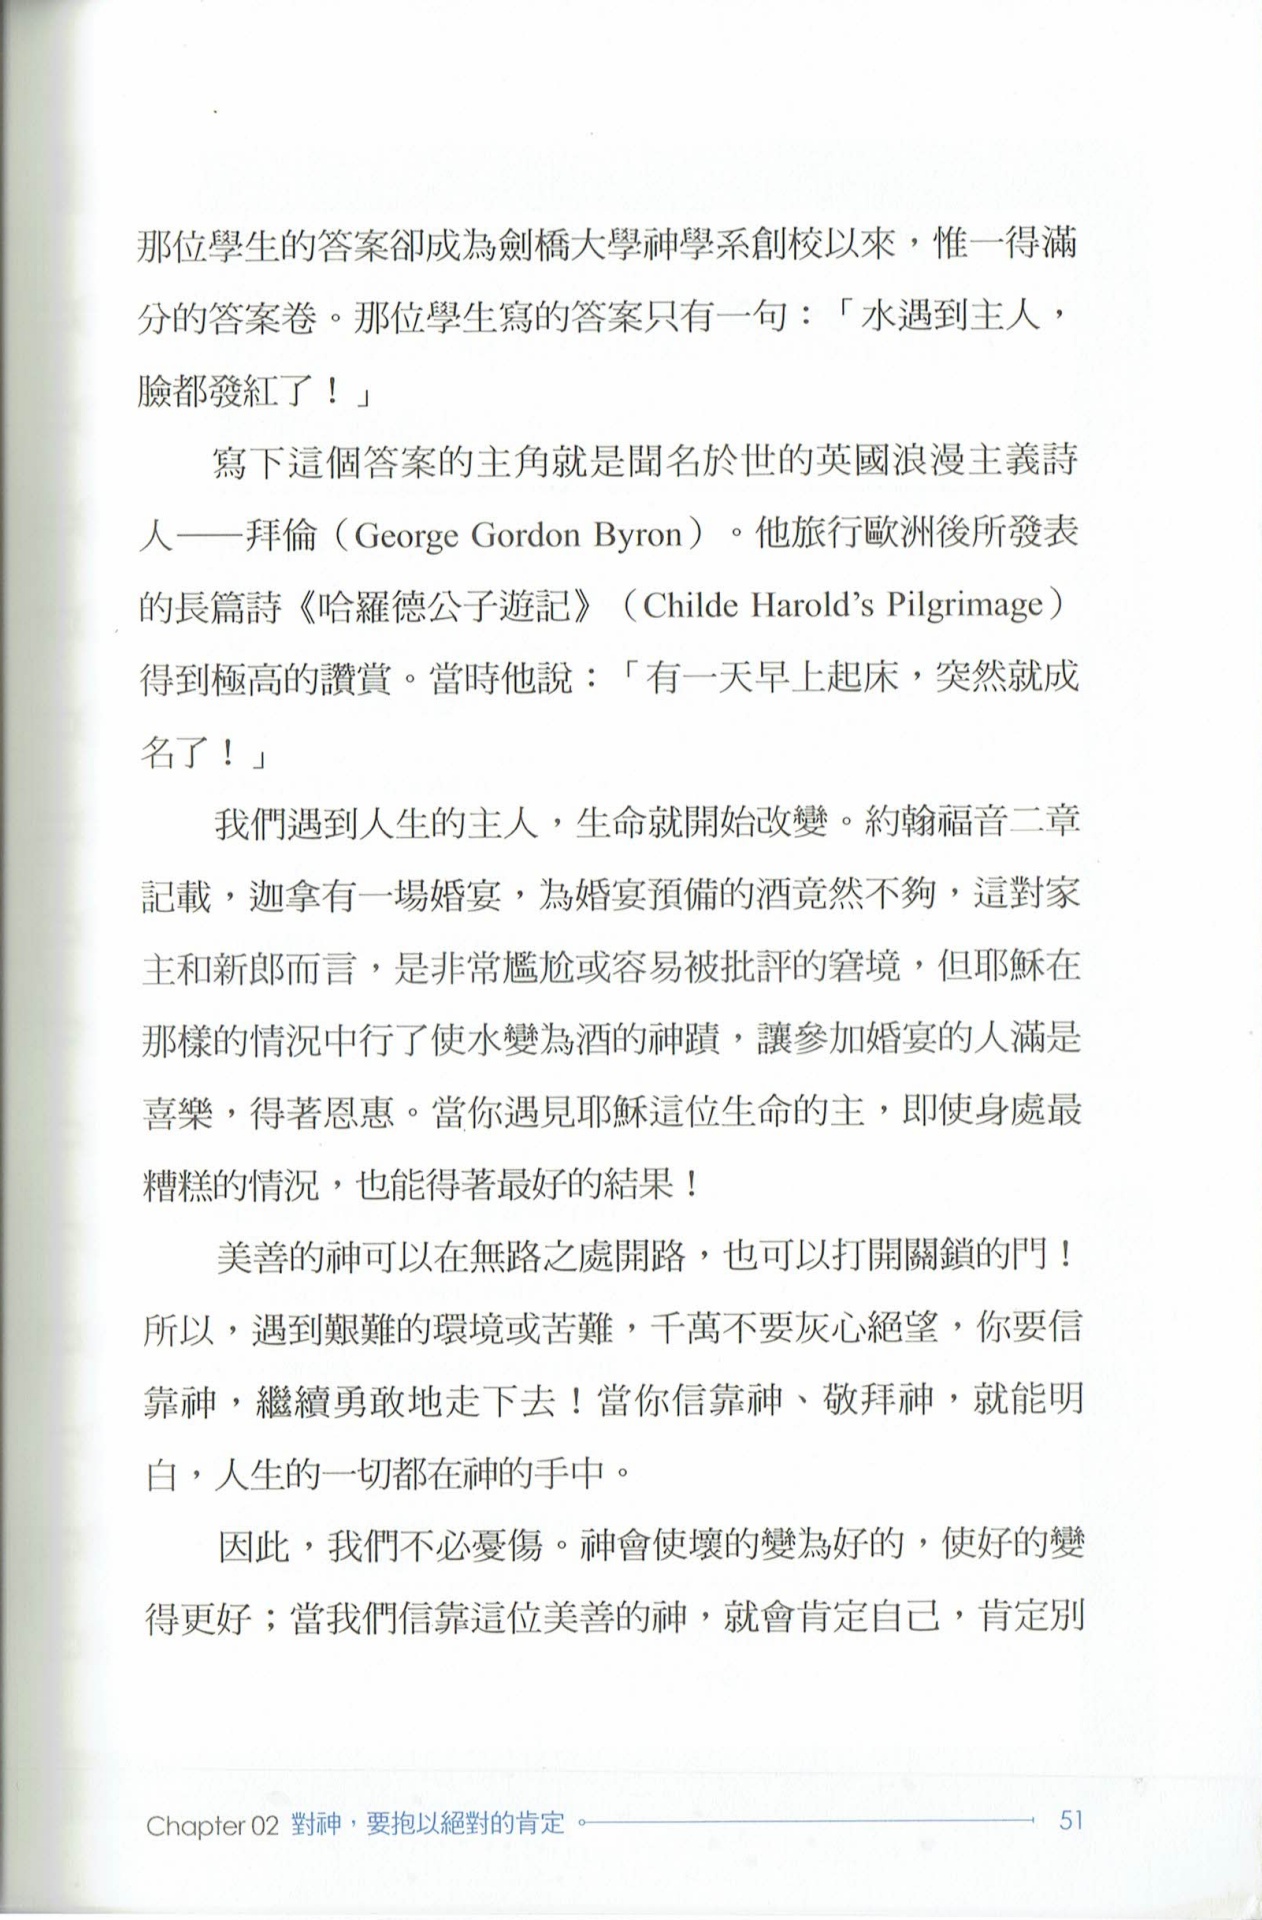 那位學生的答案卻成為劍橋大學神學系創校以來，惟一得滿
分的答案卷。那位學生寫的答案只有一句：「水遇到主人，
臉都發紅了！」
寫下這個答案的主角就是聞名於世的英國浪漫主義詩
人——拜倫（George Gordon Byron）。他旅行歐洲後所發表
的長篇詩《哈羅德公子遊記》（Childe Harold’s Pilgrimage）
得到極高的讚賞。當時他說：「有一天早上起床，突然就成
名了！」
我們遇到人生的主人，生命就開始改變。約翰福音二章
記載，迦拿有一場婚宴，為婚宴預備的酒竟然不夠，這對家
主和新郎而言，是非常尷尬或容易被批評的窘境，但耶穌在
那樣的情況中行了使水變為酒的神蹟，讓參加婚宴的人滿是
喜樂，得著恩惠。當你遇見耶穌這位生命的主，即使身處最
糟糕的情況，也能得著最好的結果！
美善的神可以在無路之處開路，也可以打開關鎖的門！
所以，遇到艱難的環境或苦難，千萬不要灰心絕望，你要信
靠神，繼續勇敢地走下去！當你信靠神、敬拜神，就能明
白，人生的一切都在神的手中。
因此，我們不必憂傷。神會使壞的變為好的，使好的變
得更好；當我們信靠這位美善的神，就會肯定自己，肯定別
Chapter 02 對神，要抱以絕對的肯定 51